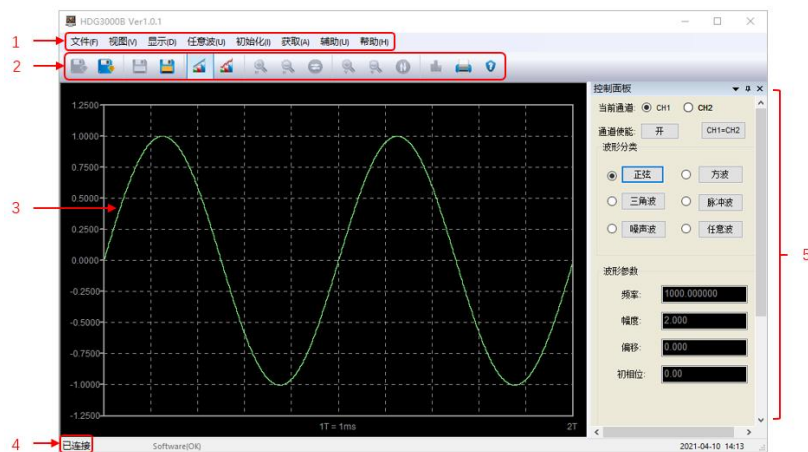 HDG3000B Ver1.0.1
1
文件(F) 视图(V) 显示(D) 任意波(U) 初始化(I) 获取(A) 辅助(U) 帮助(H)
2
控制面板
当前通道: CH1 CH2
通道使能: 开 CH1=CH2
波形分类
正弦 方波
三角波 脉冲波
噪声波 任意波
波形参数
频率: 1000.000000
幅度: 2.000
偏移: 0.000
初相位: 0.00
1.2500
1.0000
0.7500
3
0.5000
0.2500
0.0000
-0.2500
-0.5000
-0.7500
-1.0000
-1.2500
1T = 1ms 2T
5
4
已连接 Software(OK) 2021-04-10 14:13